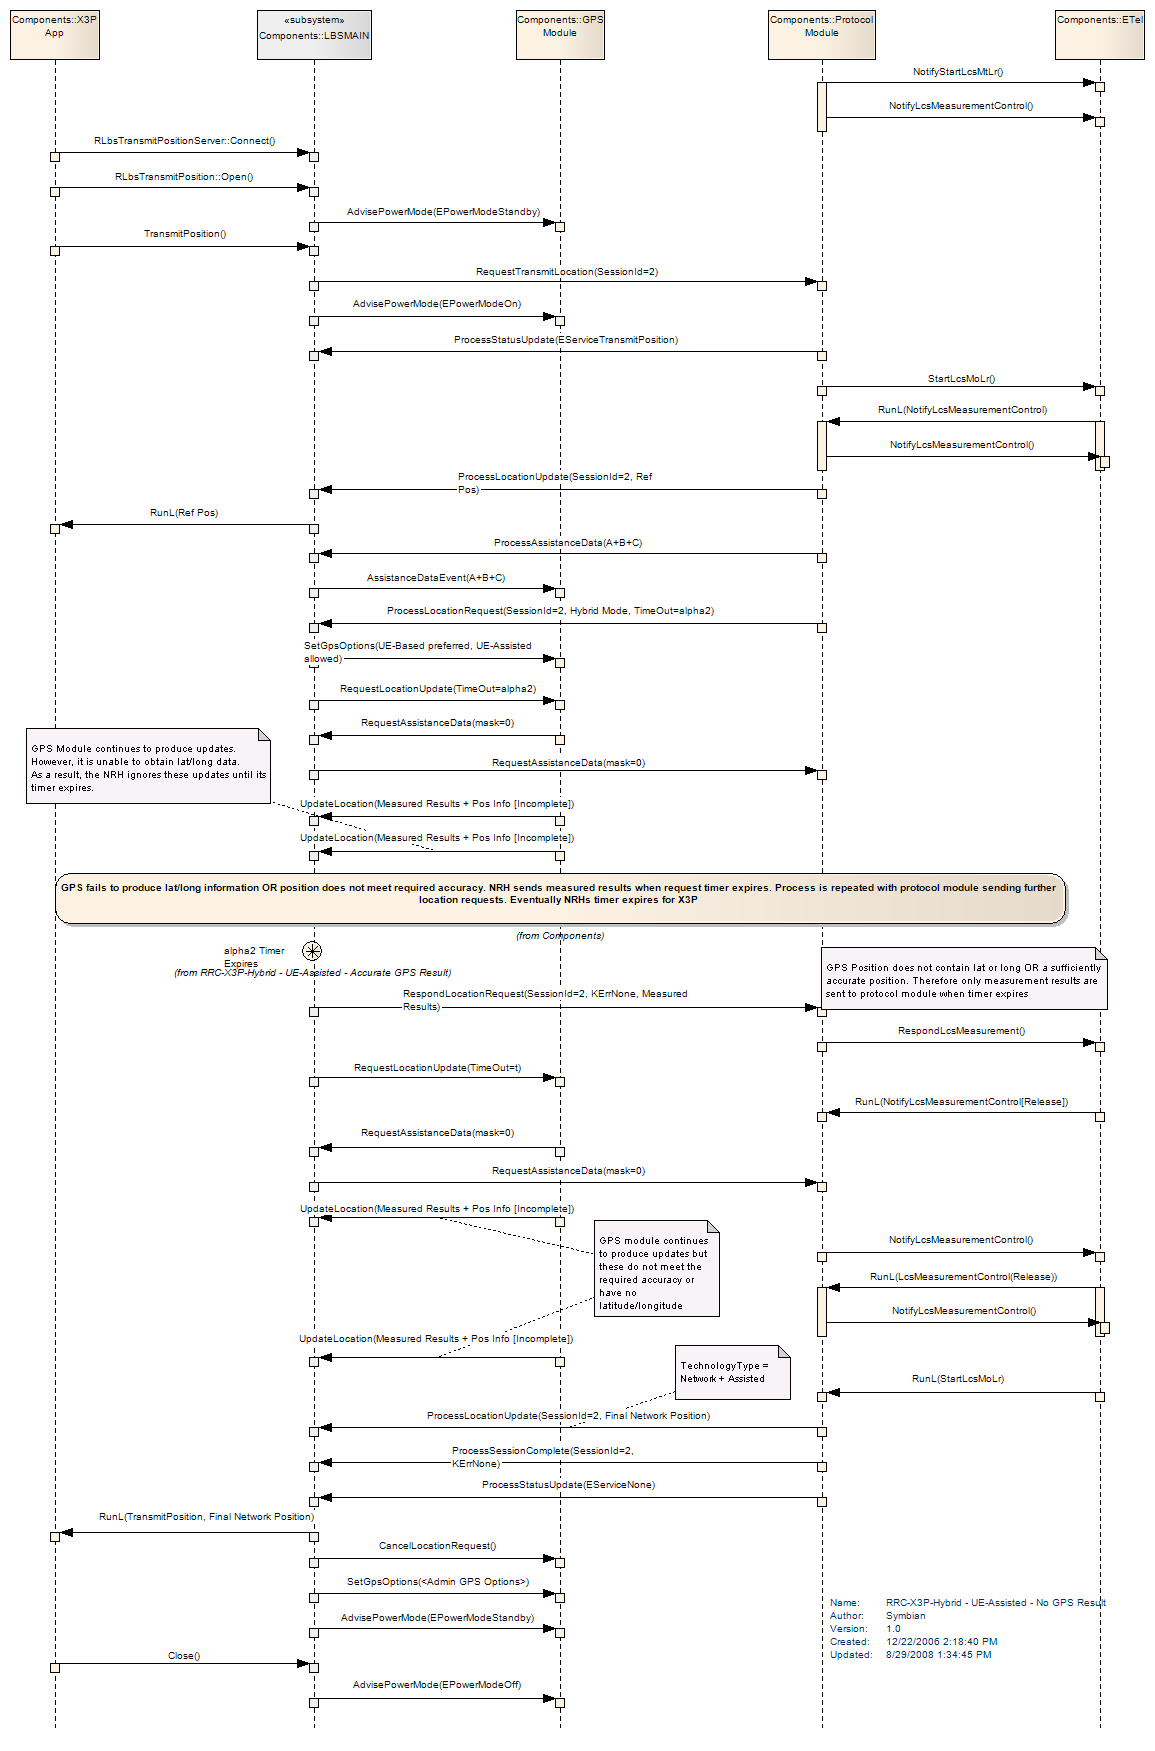 Components::X3P
App
«subsystem»
Components::LBSMAIN
Components::GPS
Module
Components::Protocol
Module
Components::ETel
NotifyStartLcsMtLr()
NotifyLcsMeasurementControl()
RLbsTransmitPositionServer::Connect()
RLbsTransmitPosition::Open()
AdvisePowerMode(EPowerModeStandby)
TransmitPosition()
RequestTransmitLocation(SessionId=2)
AdvisePowerMode(EPowerModeOn)
ProcessStatusUpdate(EServiceTransmitPosition)
StartLcsMoLr()
RunL(NotifyLcsMeasurementControl)
NotifyLcsMeasurementControl()
ProcessLocationUpdate(SessionId=2, Ref
Pos)
RunL(Ref Pos)
ProcessAssistanceData(A+B+C)
AssistanceDataEvent(A+B+C)
ProcessLocationRequest(SessionId=2, Hybrid Mode, TimeOut=alpha2)
SetGpsOptions(UE-Based preferred, UE-Assisted
allowed)
RequestLocationUpdate(TimeOut=alpha2)
RequestAssistanceData(mask=0)
GPS Module continues to produce updates.
However, it is unable to obtain lat/long data.
As a result, the NRH ignores these updates until its
timer expires.
RequestAssistanceData(mask=0)
UpdateLocation(Measured Results + Pos Info [Incomplete])
UpdateLocation(Measured Results + Pos Info [Incomplete])
GPS fails to produce lat/long information OR position does not meet required accuracy. NRH sends measured results when request timer expires. Process is repeated with protocol module sending further
location requests. Eventually NRHs timer expires for X3P
(from Components)
alpha2 Timer
Expires
(from RRC-X3P-Hybrid - UE-Assisted - Accurate GPS Result)
GPS Position does not contain lat or long OR a sufficiently
accurate position. Therefore only measurement results are
sent to protocol module when timer expires
RespondLocationRequest(SessionId=2, KErrNone, Measured
Results)
RespondLcsMeasurement()
RequestLocationUpdate(TimeOut=t)
RunL(NotifyLcsMeasurementControl[Release])
RequestAssistanceData(mask=0)
RequestAssistanceData(mask=0)
UpdateLocation(Measured Results + Pos Info [Incomplete])
GPS module continues
to produce updates but
these do not meet the
required accuracy or
have no
latitude/longitude
NotifyLcsMeasurementControl()
RunL(LcsMeasurementControl(Release))
NotifyLcsMeasurementControl()
UpdateLocation(Measured Results + Pos Info [Incomplete])
TechnologyType =
Network + Assisted
RunL(StartLcsMoLr)
ProcessLocationUpdate(SessionId=2, Final Network Position)
ProcessSessionComplete(SessionId=2,
KErrNone)
ProcessStatusUpdate(EServiceNone)
RunL(TransmitPosition, Final Network Position)
CancelLocationRequest()
SetGpsOptions(<Admin GPS Options>)
AdvisePowerMode(EPowerModeStandby)
Close()
AdvisePowerMode(EPowerModeOff)
Name: RRC-X3P-Hybrid - UE-Assisted - No GPS Result
Author: Symbian
Version: 1.0
Created: 12/22/2006 2:18:40 PM
Updated: 8/29/2008 1:34:45 PM